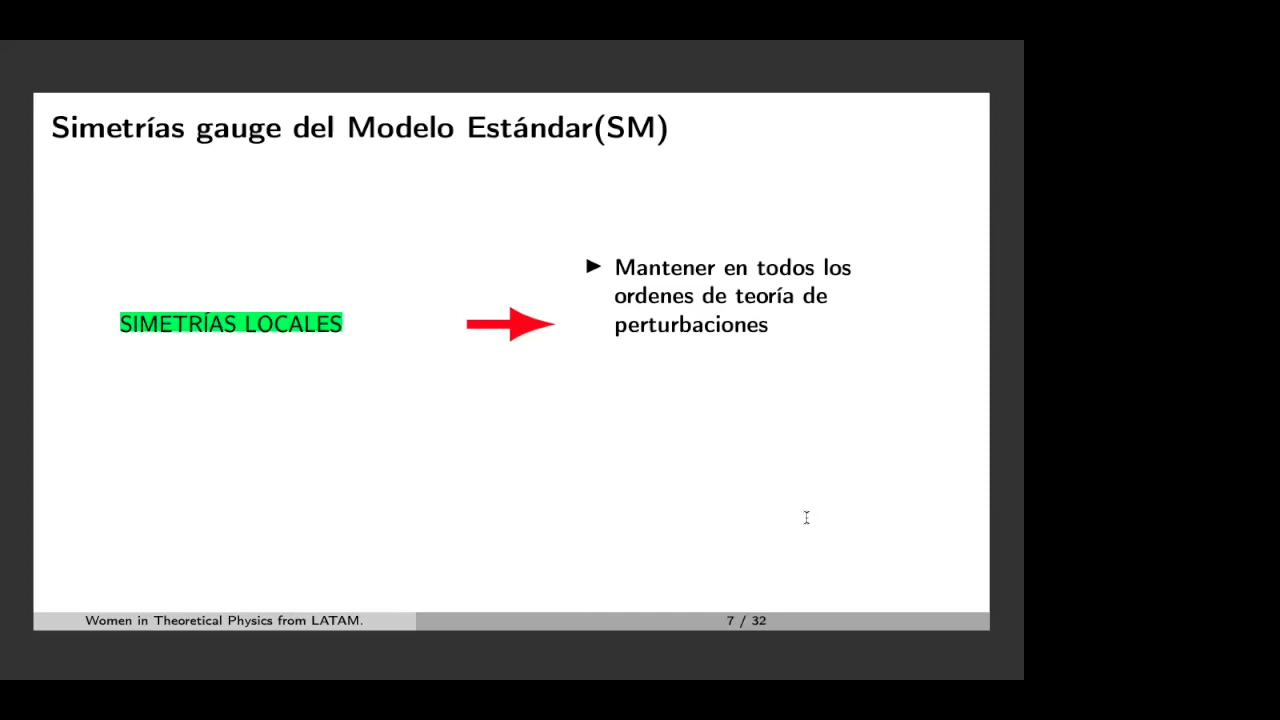 Simetrías gauge del Modelo Estándar(SM)
SIMETRÍAS LOCALES
Mantener en todos los
ordenes de teoría de
perturbaciones
Women in Theoretical Physics from LATAM.
7 / 32